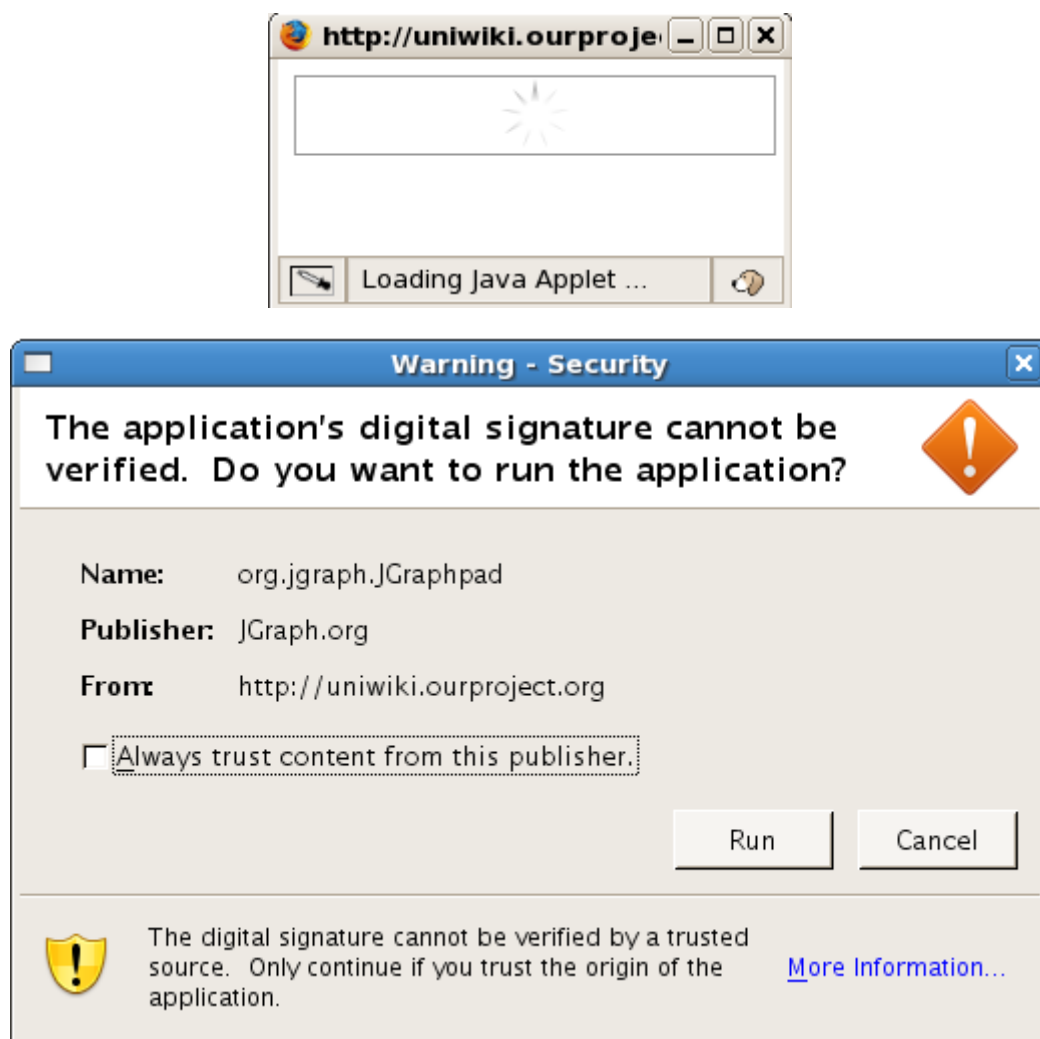 http://uniwiki.ourproje
Loading Java Applet ...
Warning - Security
The application's digital signature cannot be
verified. Do you want to run the application?
Name: org.jgraph.JGraphpad
Publisher: JGraph.org
From: http://uniwiki.ourproject.org
Always trust content from this publisher.
Run Cancel
The digital signature cannot be verified by a trusted
source. Only continue if you trust the origin of the
application.
More Information...